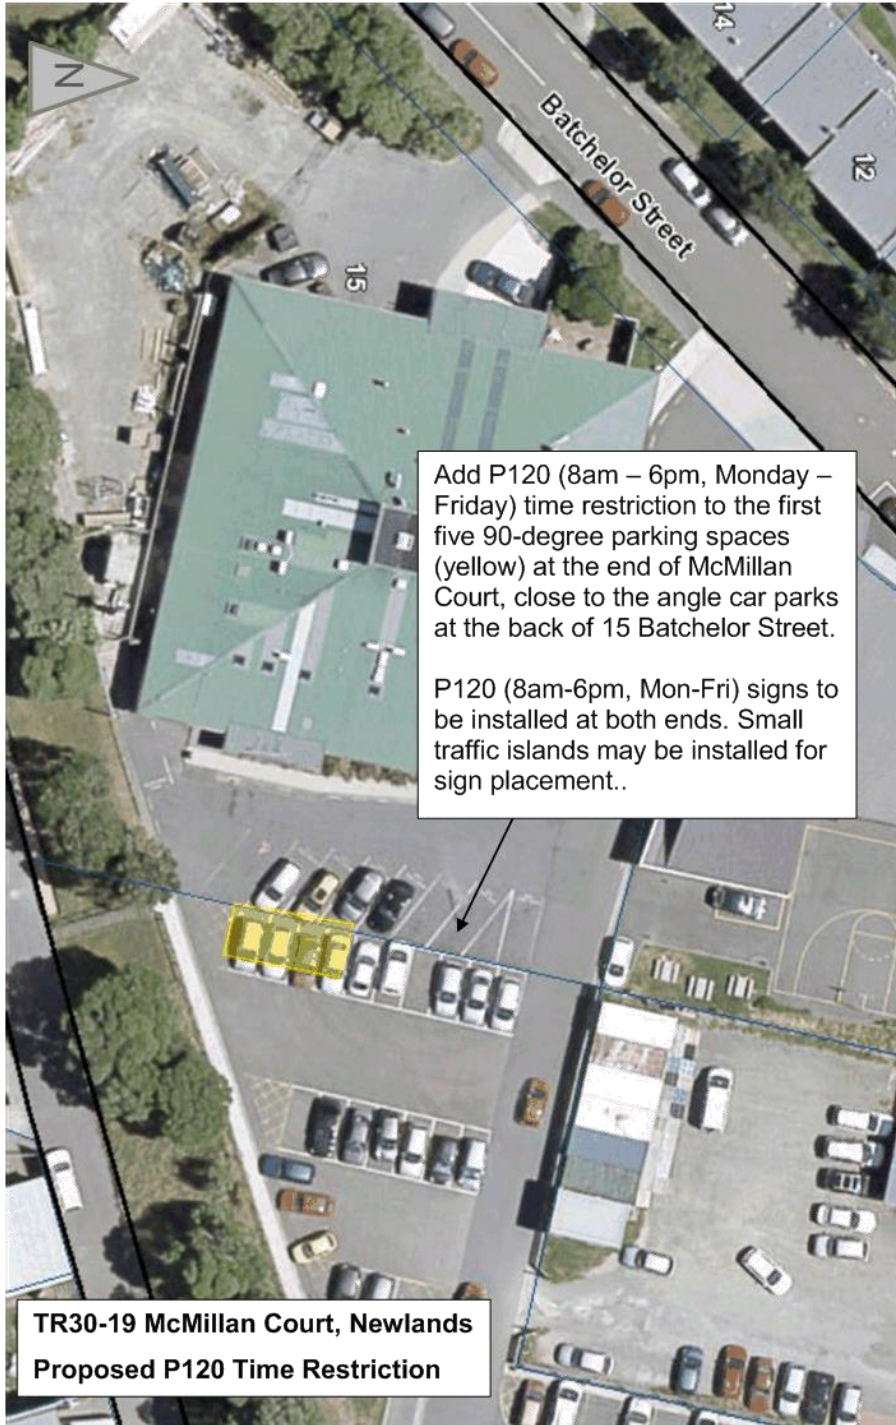 N
14
12
Batchelor Street
15
Add P120 (8am – 6pm, Monday –
Friday) time restriction to the first
five 90-degree parking spaces
(yellow) at the end of McMillan
Court, close to the angle car parks
at the back of 15 Batchelor Street.
P120 (8am-6pm, Mon-Fri) signs to
be installed at both ends. Small
traffic islands may be installed for
sign placement..
TR30-19 McMillan Court, Newlands
Proposed P120 Time Restriction